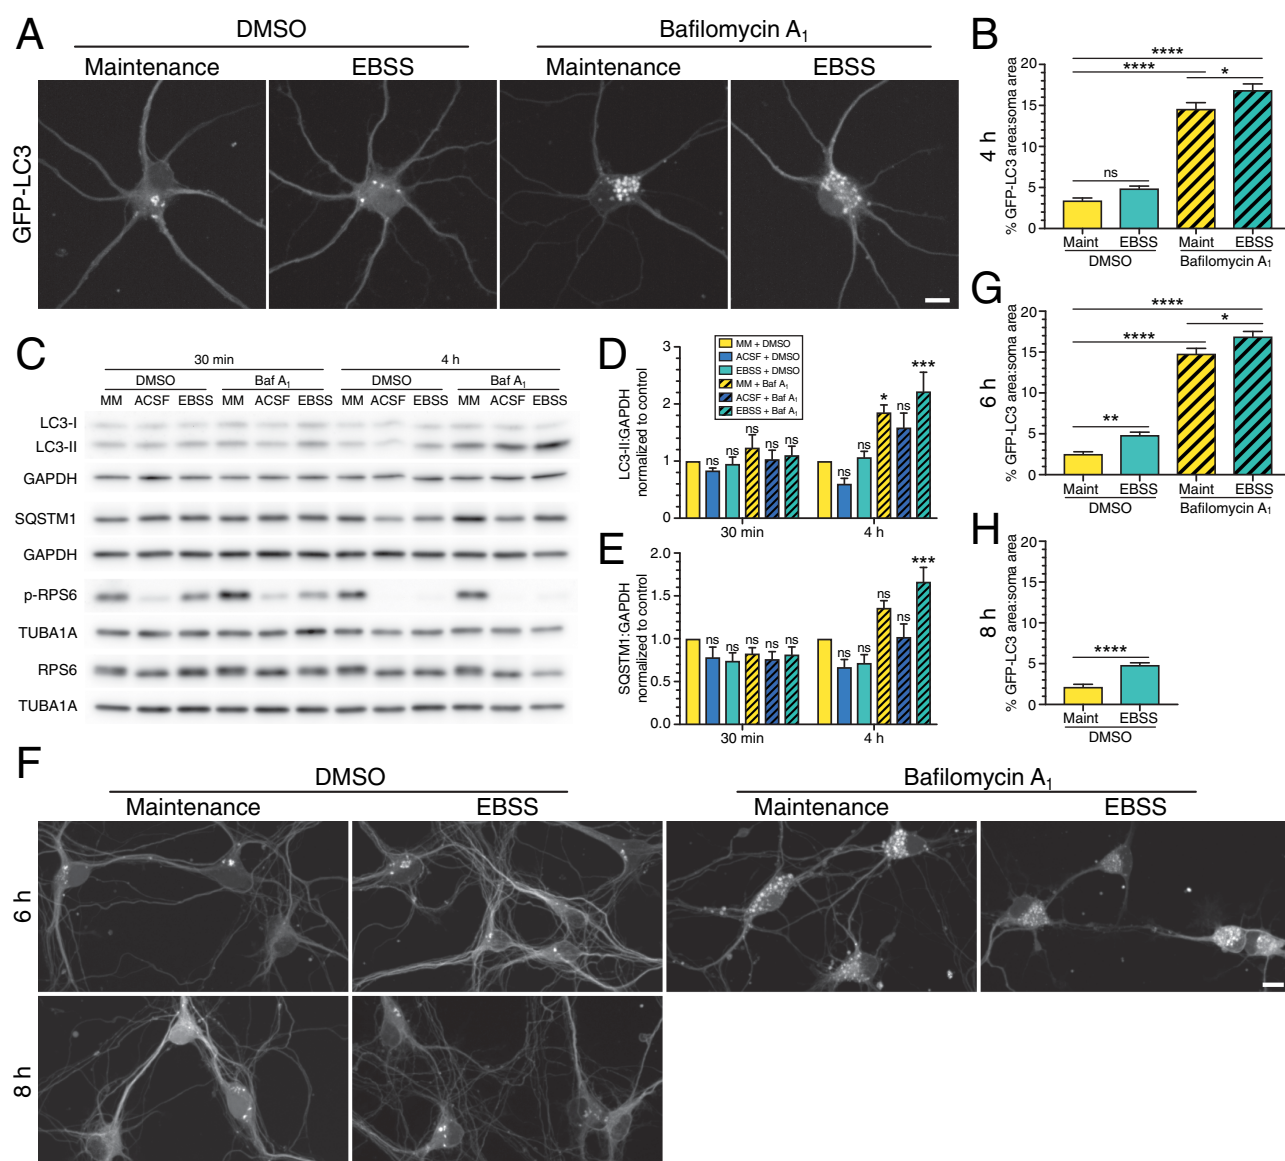 A
DMSO
Bafilomycin A1
Maintenance
EBSS
Maintenance
EBSS
GFP-LC3
B
4 h
% GFP-LC3 area:soma area
20
15
10
5
0
****
****
*
ns
Maint
EBSS
Maint
EBSS
DMSO
Bafilomycin A1
C
30 min
4 h
DMSO
Baf A1
DMSO
Baf A1
MM ACSF EBSS MM ACSF EBSS MM ACSF EBSS MM ACSF EBSS
LC3-I
LC3-II
GAPDH
SQSTM1
GAPDH
p-RPS6
TUBA1A
RPS6
TUBA1A
D
LC3-II:GAPDH
normalized to control
3
2
1
0
MM + DMSO
ACSF + DMSO
EBSS + DMSO
MM + Baf A1
ACSF + Baf A1
EBSS + Baf A1
ns ns ns ns ns
ns ns * ns ***
30 min
4 h
E
SQSTM1:GAPDH
normalized to control
2.0
1.5
1.0
0.5
0.0
ns ns ns ns ns
ns ns ns ns ***
30 min
4 h
G
6 h
% GFP-LC3 area:soma area
20
15
10
5
0
****
****
*
**
Maint
EBSS
Maint
EBSS
DMSO
Bafilomycin A1
H
8 h
% GFP-LC3 area:soma area
20
15
10
5
0
****
Maint
EBSS
DMSO
F
DMSO
Bafilomycin A1
Maintenance
EBSS
Maintenance
EBSS
6 h
8 h